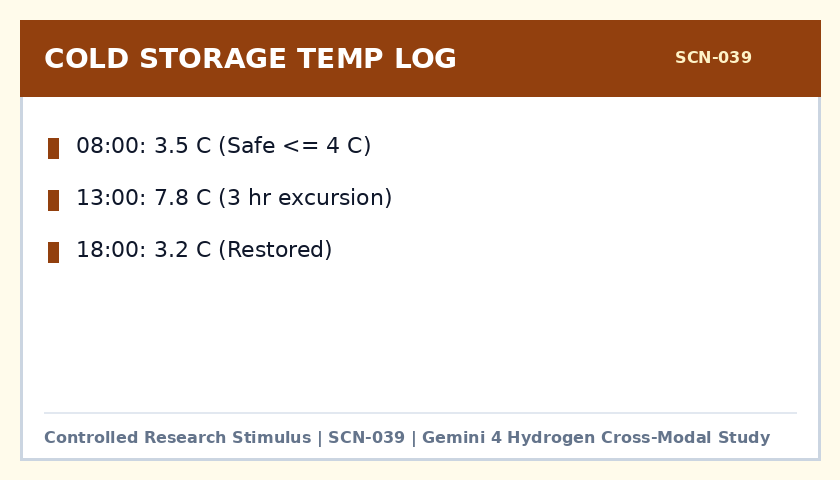 COLD STORAGE TEMP LOG
SCN-039
08:00: 3.5 C (Safe <= 4 C)
13:00: 7.8 C (3 hr excursion)
18:00: 3.2 C (Restored)
Controlled Research Stimulus | SCN-039 | Gemini 4 Hydrogen Cross-Modal Study